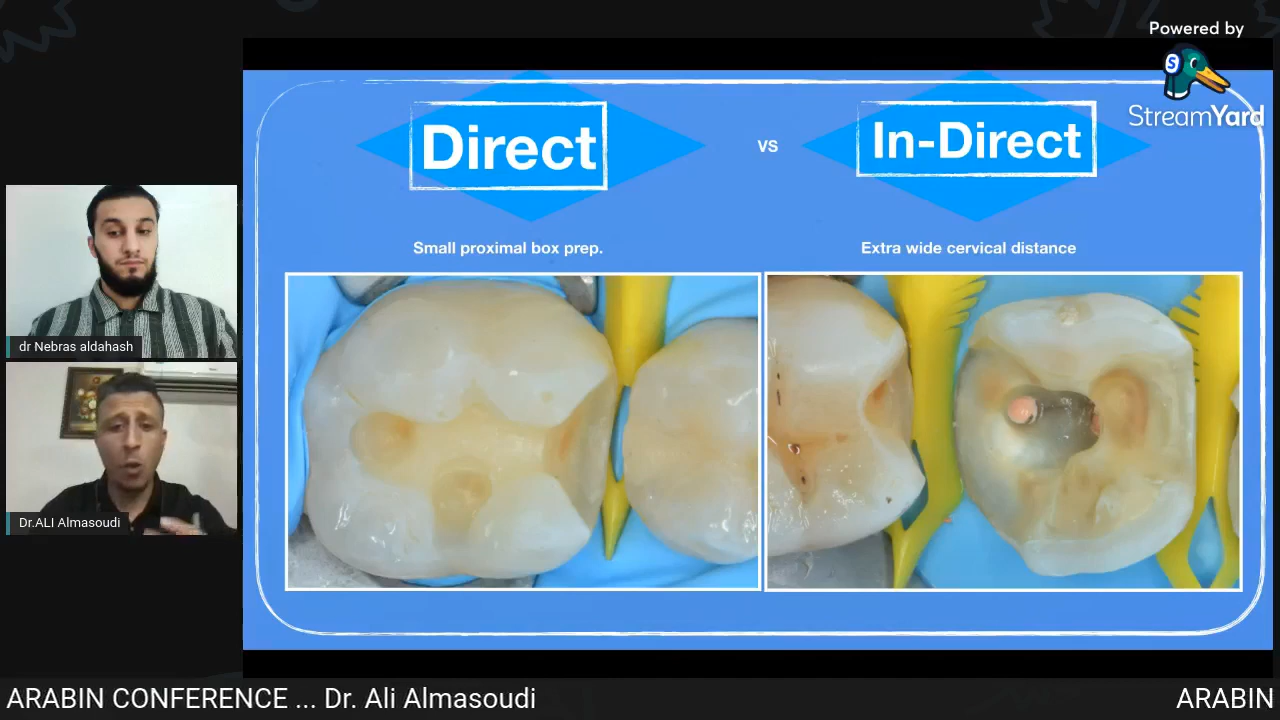 Powered by
S
StreamYard
Direct
vs
In-Direct
Small proximal box prep.
Extra wide cervical distance
dr Nebras aldahash
Dr.ALI Almasoudi
ARABIN CONFERENCE ... Dr. Ali Almasoudi
ARABIN